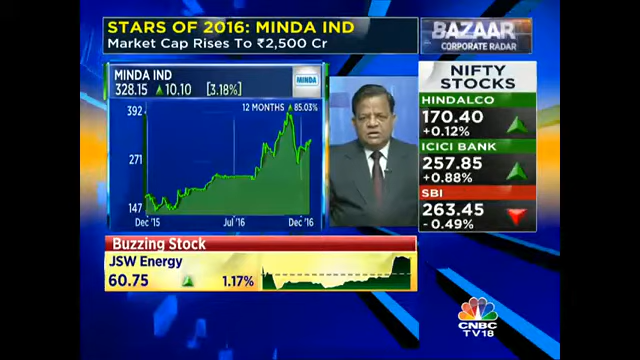 STARS OF 2016: MINDA IND
Market Cap Rises To ₹2,500 Cr
BAZAAR
CORPORATE RADAR
MINDA IND
328.15 ▲ 10.10 [3.18%]
MINDA
12 MONTHS ▲ 85.03%
392
271
147
Dec '15 Jul '16 Dec '16
NIFTY
STOCKS
HINDALCO
170.40
+0.12%
ICICI BANK
257.85
+0.88%
SBI
263.45
- 0.49%
Buzzing Stock
JSW Energy
60.75 1.17%
CNBC
TV18